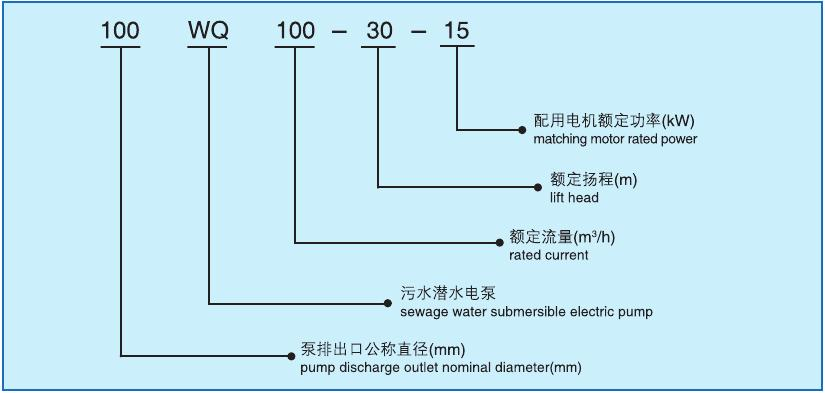 100 WQ 100 – 30 – 15
配用电机额定功率(kW)
matching motor rated power
额定扬程(m)
lift head
额定流量(m³/h)
rated current
污水潜水电泵
sewage water submersible electric pump
泵排出口公称直径(mm)
pump discharge outlet nominal diameter(mm)